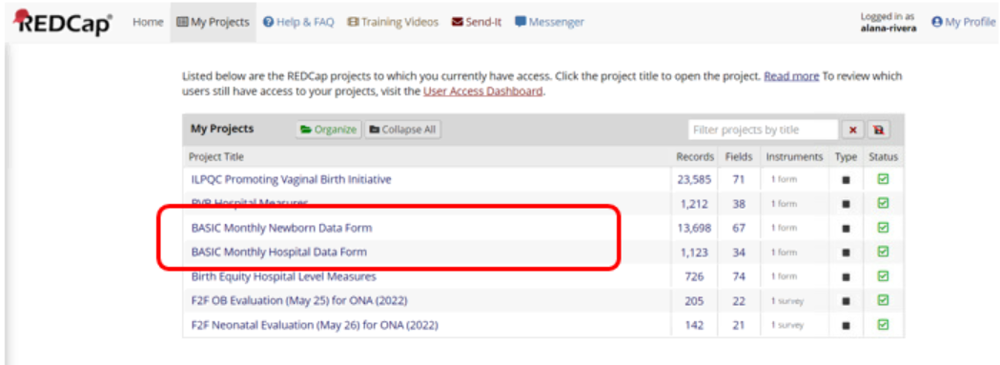 REDCap® Home My Projects Help & FAQ Training Videos Send-It Messenger Logged in as alana-rivera My Profile
Listed below are the REDCap projects to which you currently have access. Click the project title to open the project. Read more To review which
users still have access to your projects, visit the User Access Dashboard.
My Projects Organize Collapse All Filter projects by title
Project Title Records Fields Instruments Type Status
ILPQC Promoting Vaginal Birth Initiative 23,585 71 1 form
PVB Hospital Measures 1,212 38 1 form
BASIC Monthly Newborn Data Form 13,698 67 1 form
BASIC Monthly Hospital Data Form 1,123 34 1 form
Birth Equity Hospital Level Measures 726 74 1 form
F2F OB Evaluation (May 25) for ONA (2022) 205 22 1 survey
F2F Neonatal Evaluation (May 26) for ONA (2022) 142 21 1 survey